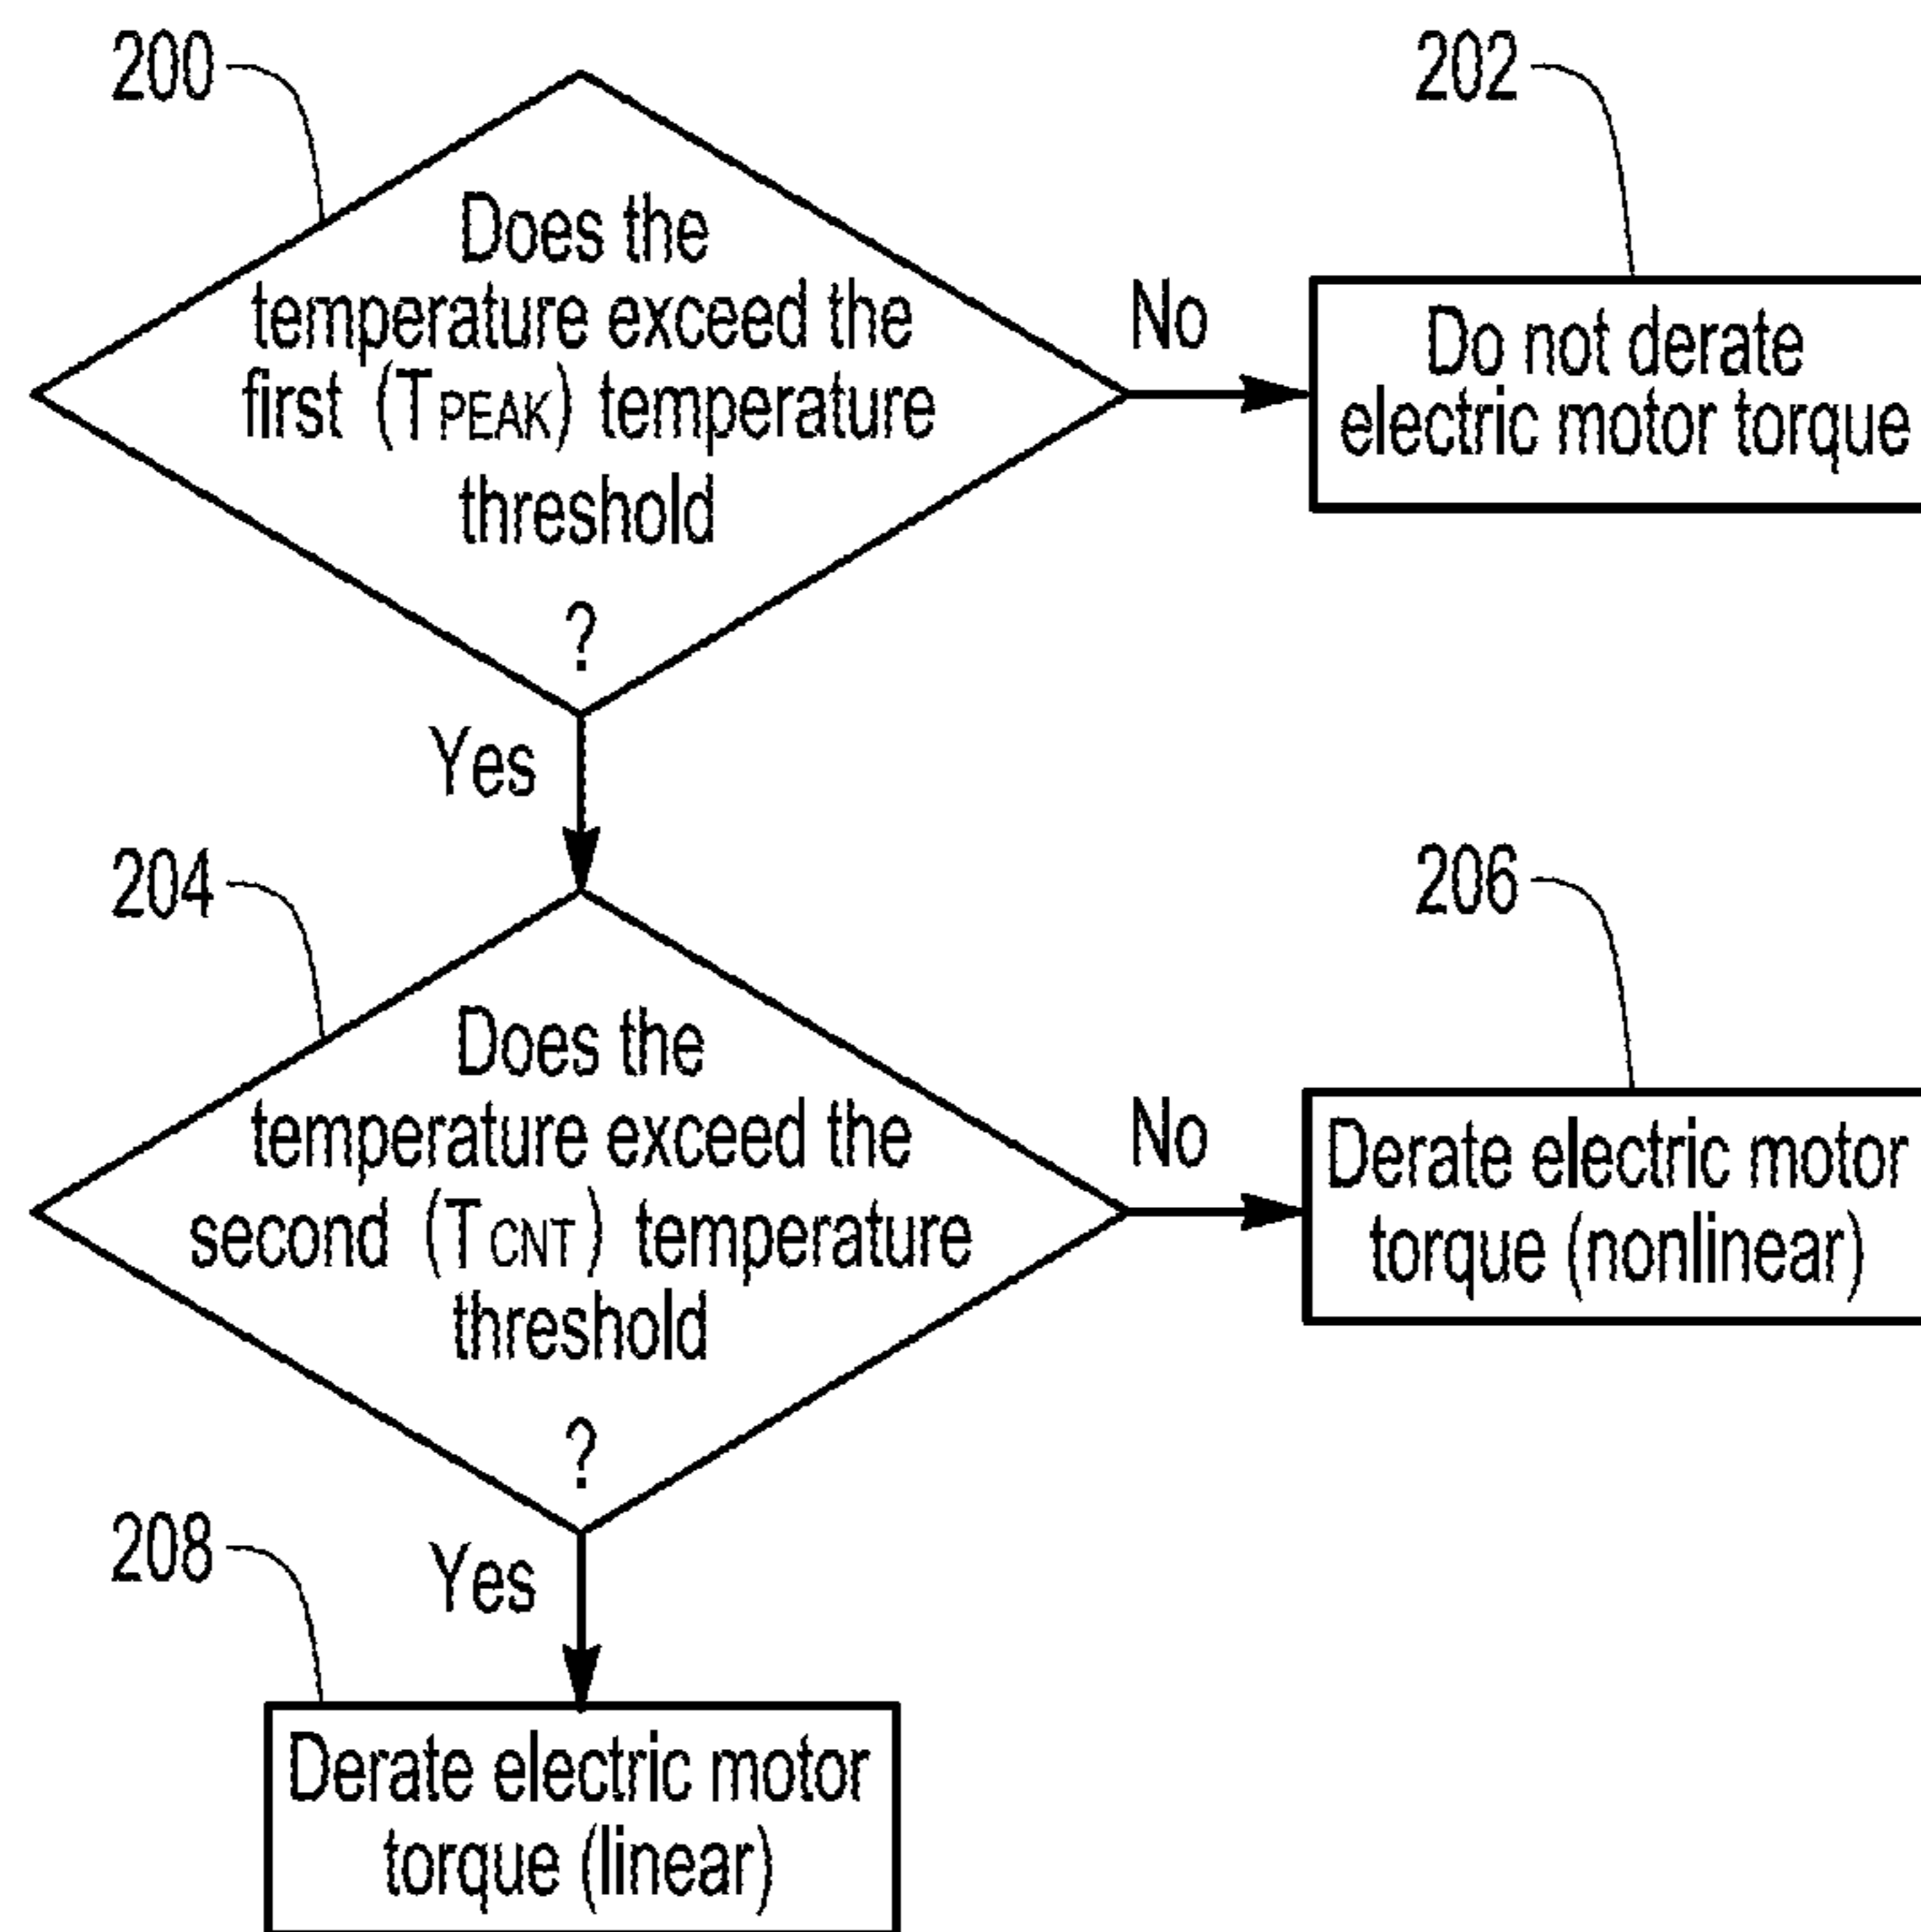 200
Does the
temperature exceed the
first (TPEAK) temperature
threshold
?
No
202
Do not derate
electric motor torque
Yes
204
Does the
temperature exceed the
second (TCNT) temperature
threshold
?
No
206
Derate electric motor
torque (nonlinear)
Yes
208
Derate electric motor
torque (linear)